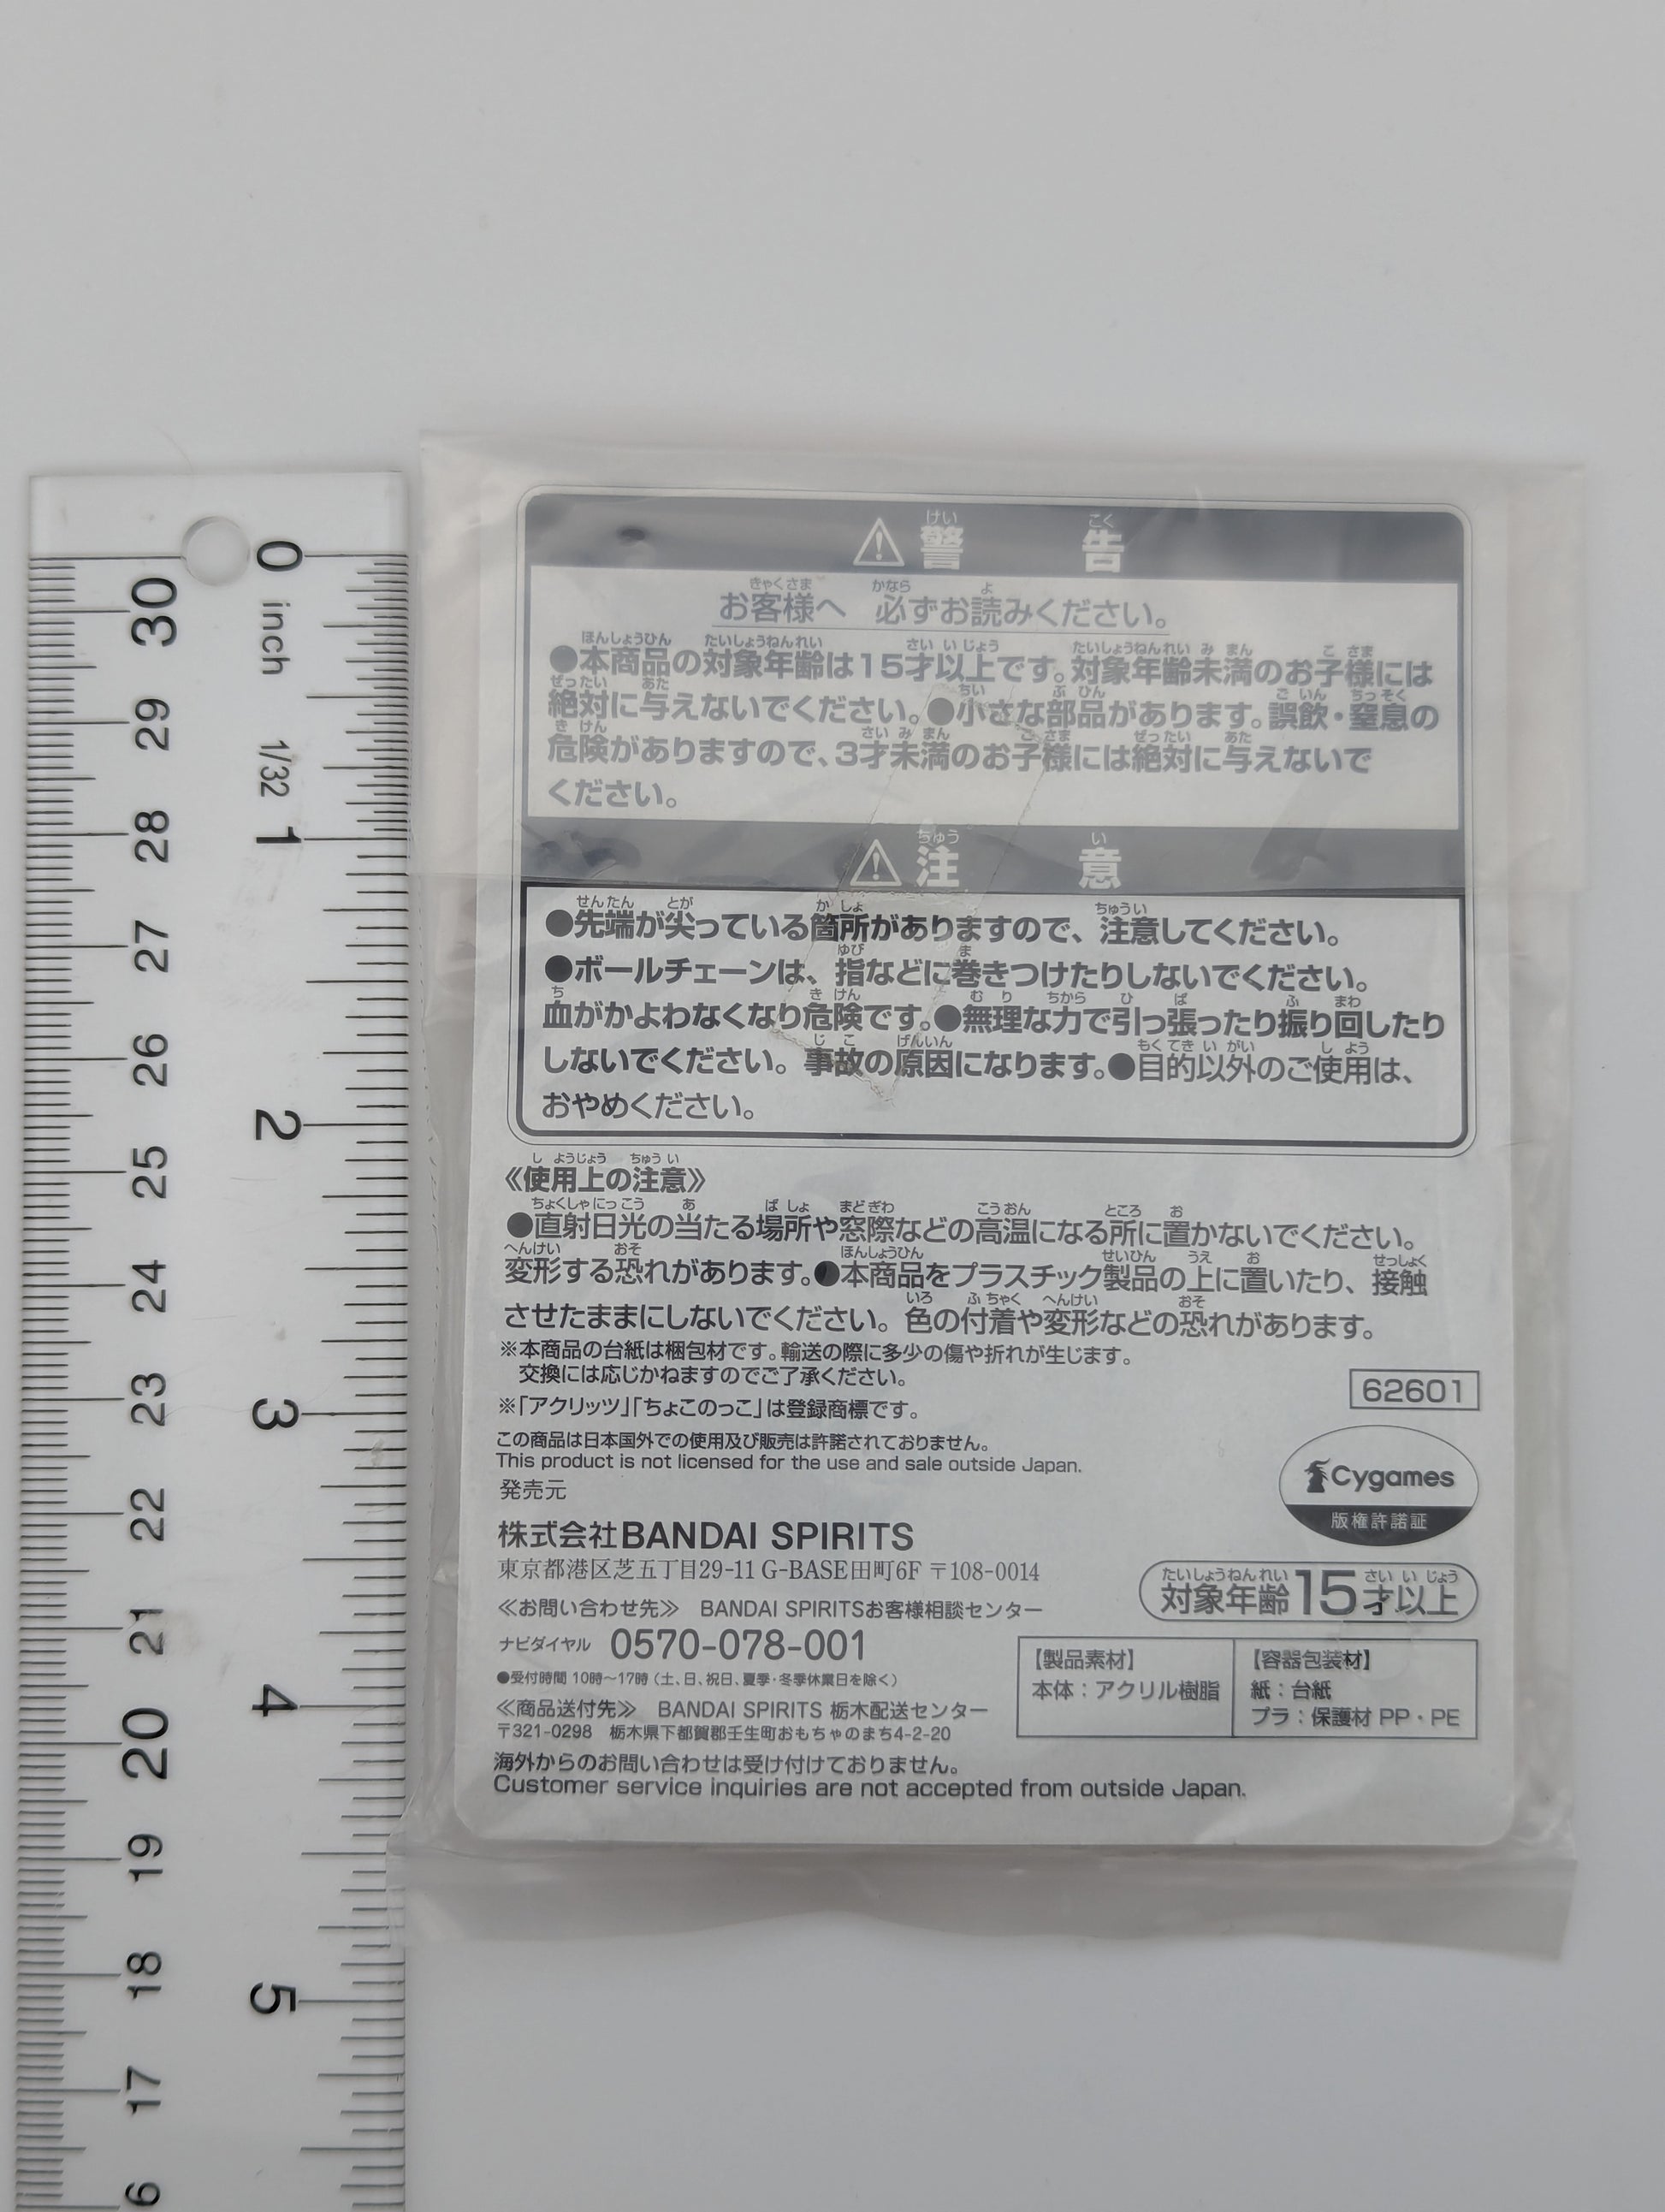 警告
お客様へ 必ずお読みください。
●本商品の対象年齢は15才以上です。対象年齢未満のお子様には
絶対に与えないでください。●小さな部品があります。誤飲・窒息の
危険がありますので、3才未満のお子様には絶対に与えないで
ください。
注意
●先端が尖っている箇所がありますので、注意してください。
●ボールチェーンは、指などに巻きつけたりしないでください。
血がかよわなくなり危険です。●無理な力で引っ張ったり振り回したり
しないでください。事故の原因になります。●目的以外のご使用は、
おやめください。
《使用上の注意》
●直射日光の当たる場所や窓際などの高温になる所に置かないでください。
変形する恐れがあります。●本商品をプラスチック製品の上に置いたり、接触
させたままにしないでください。色の付着や変形などの恐れがあります。
※本商品の台紙は梱包材です。輸送の際に多少の傷や折れが生じます。
交換には応じかねますのでご了承ください。
62601
※「アクリッツ」「ちょこのっこ」は登録商標です。
この商品は日本国外での使用及び販売は許諾されておりません。
This product is not licensed for the use and sale outside Japan.
Cygames
版権許諾証
発売元
株式会社BANDAI SPIRITS
東京都港区芝五丁目29-11 G-BASE田町6F 〒108-0014
対象年齢15才以上
≪お問い合わせ先≫ BANDAI SPIRITSお客様相談センター
ナビダイヤル 0570-078-001
●受付時間 10時～17時（土、日、祝日、夏季・冬季休業日を除く）
≪商品送付先≫ BANDAI SPIRITS 栃木配送センター
〒321-0298 栃木県下都賀郡壬生町おもちゃのまち4-2-20
【製品素材】
本体：アクリル樹脂
【容器包装材】
紙：台紙
プラ：保護材 PP・PE
海外からのお問い合わせは受け付けておりません。
Customer service inquiries are not accepted from outside Japan.
0 inch 1/32 1 2 3 4 5
30 29 28 27 26 25 24 23 22 21 20 19 18 17 16